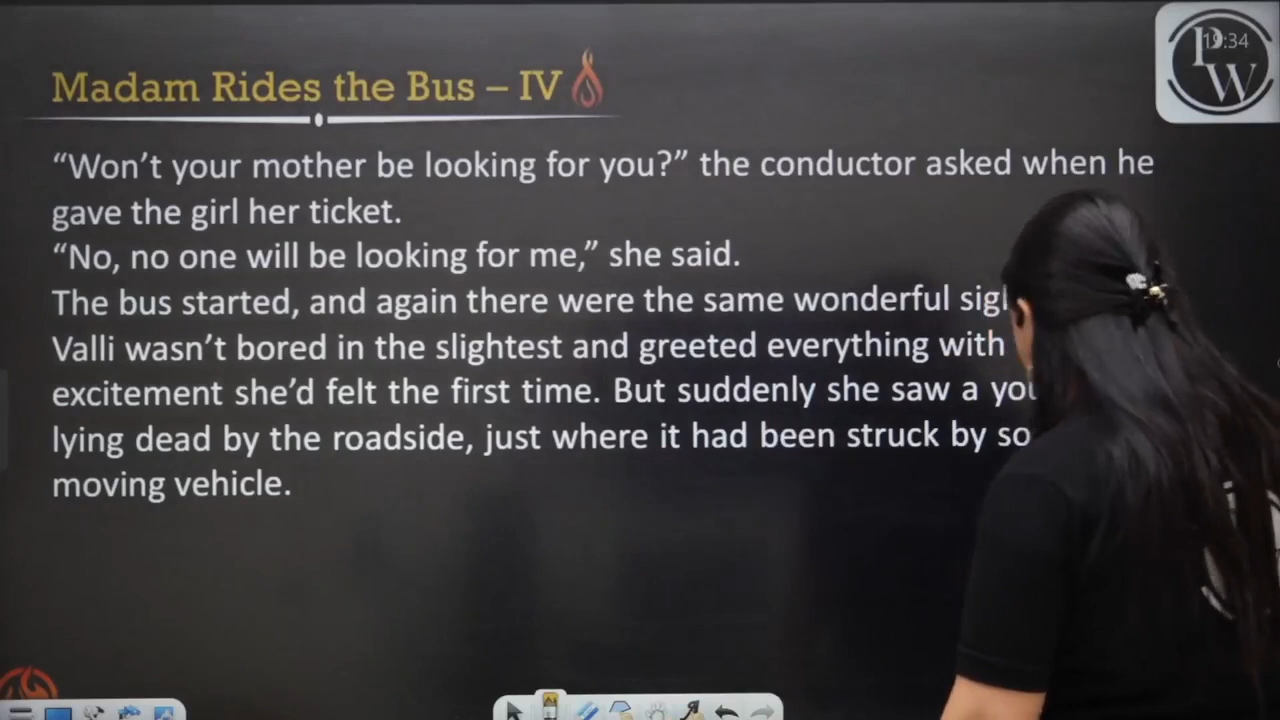 Madam Rides the Bus – IV
19:34
PW
“Won’t your mother be looking for you?” the conductor asked when he
gave the girl her ticket.
“No, no one will be looking for me,” she said.
The bus started, and again there were the same wonderful
Valli wasn’t bored in the slightest and greeted everything with
excitement she’d felt the first time. But suddenly she saw a
lying dead by the roadside, just where it had been struck by
moving vehicle.